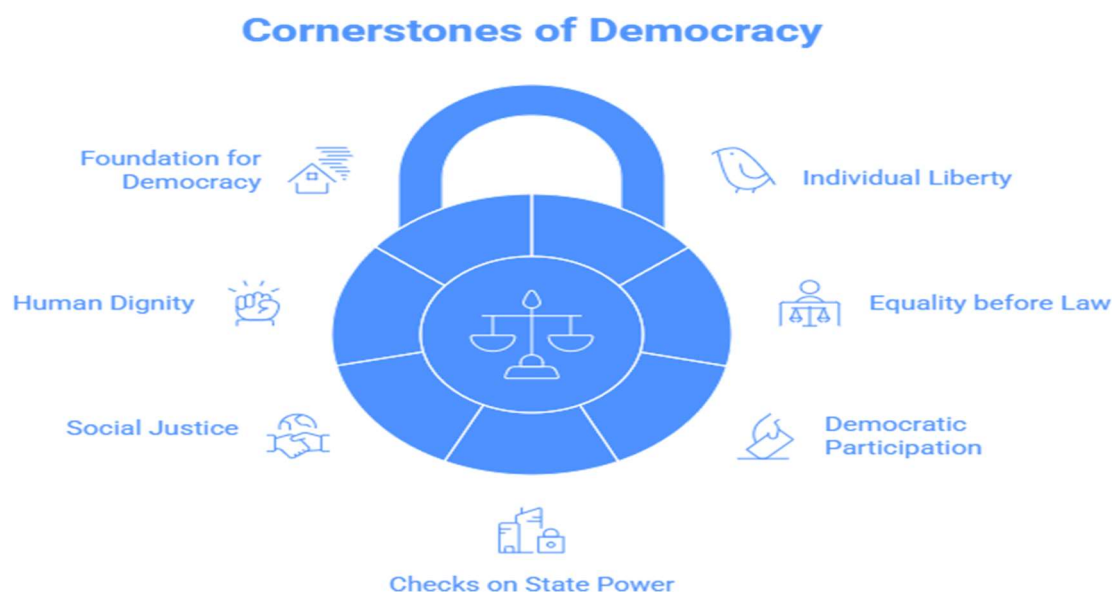 Cornerstones of Democracy
Foundation for
Democracy
Individual Liberty
Human Dignity
Equality before Law
Social Justice
Democratic
Participation
Checks on State Power